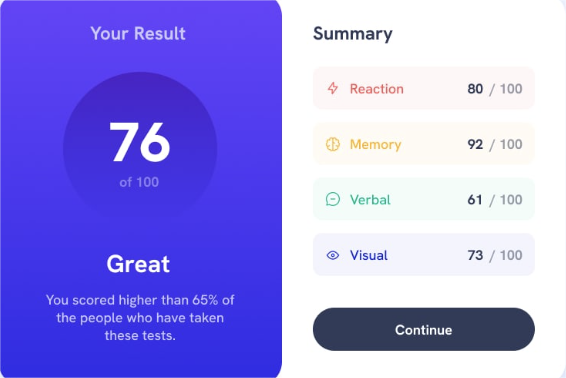 Your Result
76
of 100
Great
You scored higher than 65% of
the people who have taken
these tests.
Summary
Reaction 80 / 100
Memory 92 / 100
Verbal 61 / 100
Visual 73 / 100
Continue